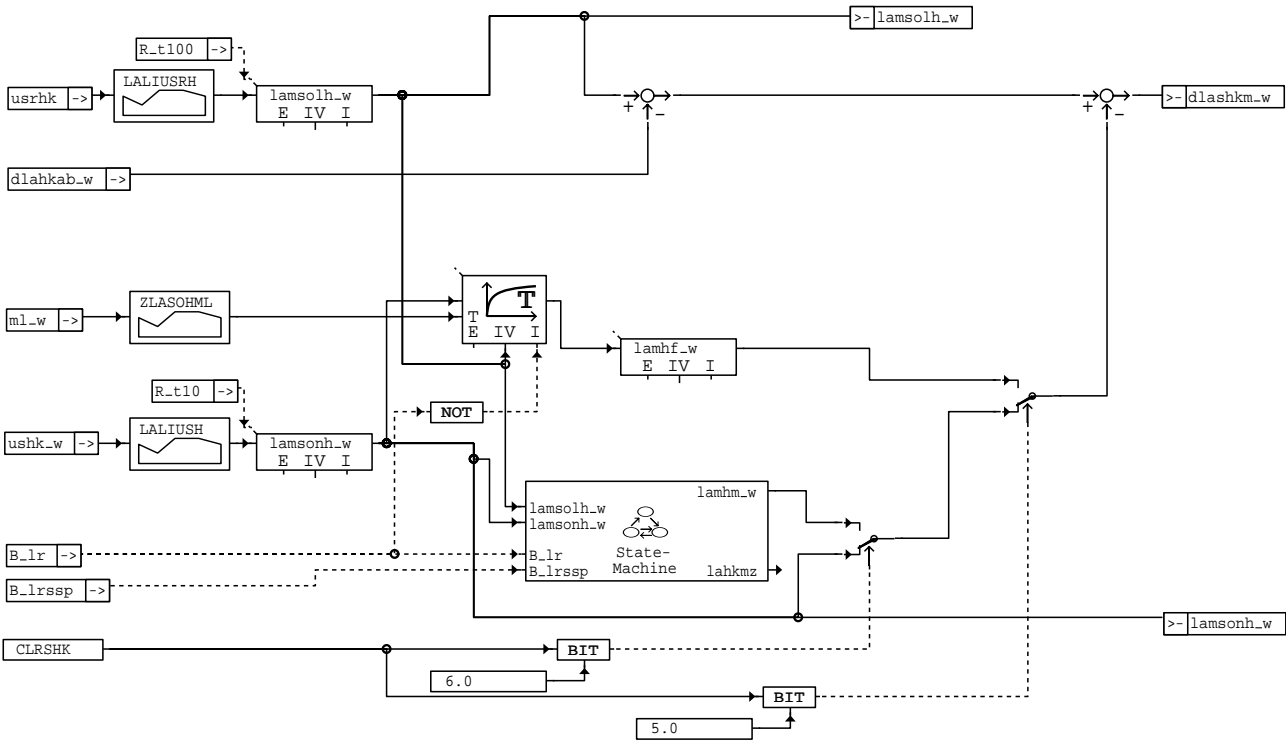 >- lamsolh_w
R_t100 ->
LALIUSRH
usrhk ->
lamsolh_w
E IV I
+
−
+
−
>- dlashkm_w
dlahkab_w ->
ZLASOHML
ml_w ->
T
T
E IV I
lamhf_w
E IV I
R_t10 ->
NOT
LALIUSH
ushk_w ->
lamsonh_w
E IV I
lamhm_w
lamsolh_w
lamsonh_w
B_lr ->
B_lr
State-
Machine
B_lrssp
lahkmz
B_lrssp ->
>- lamsonh_w
CLRSHK
BIT
6.0
BIT
5.0